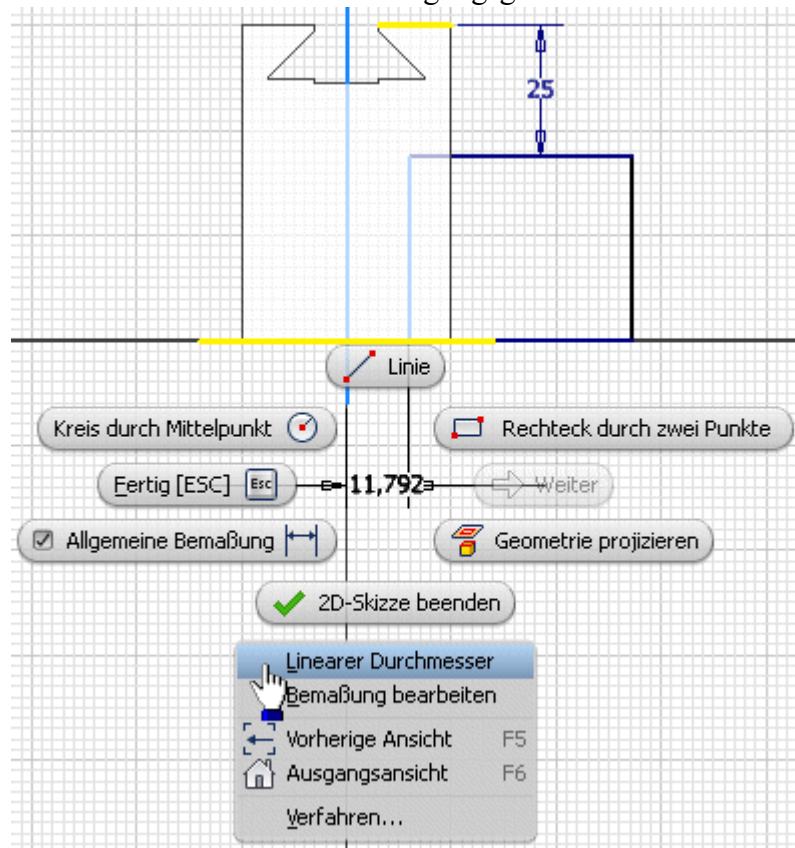 25
Linie
Kreis durch Mittelpunkt
Rechteck durch zwei Punkte
Fertig [ESC] Esc
11,792
Weiter
Allgemeine Bemaßung
Geometrie projizieren
2D-Skizze beenden
Linearer Durchmesser
Bemaßung bearbeiten
Vorherige Ansicht F5
Ausgangsansicht F6
Verfahren...